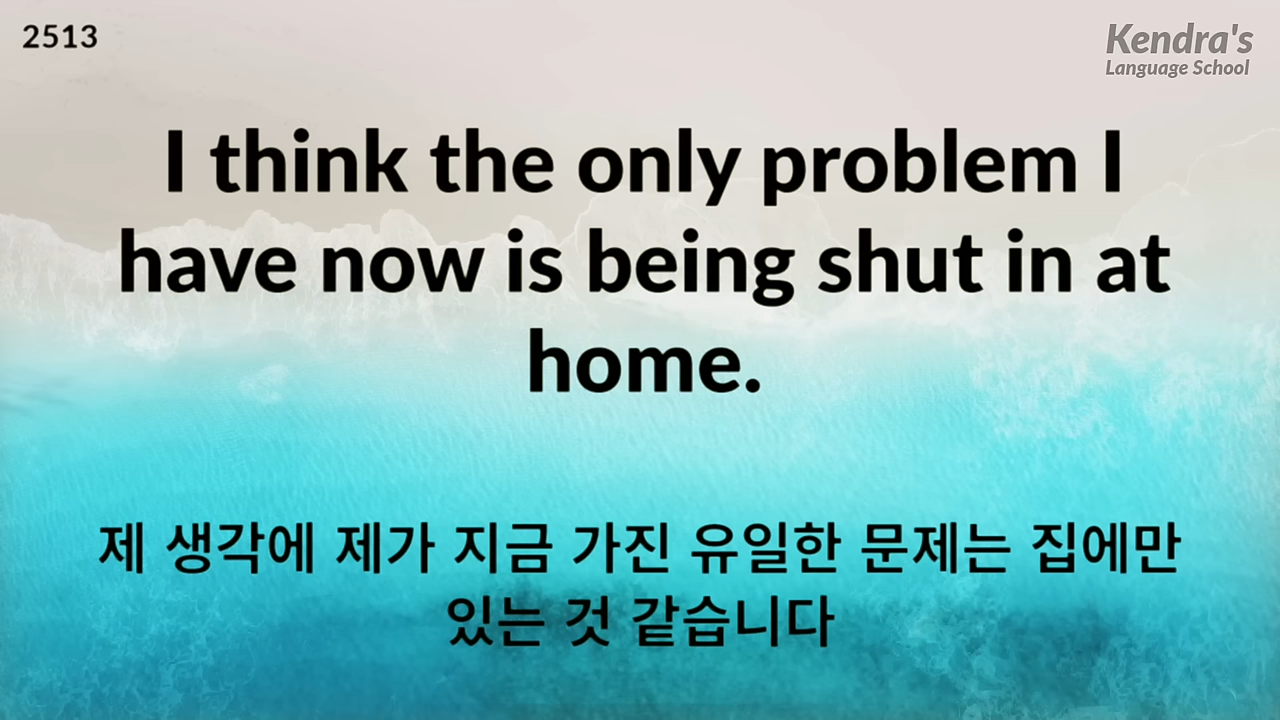 2513
Kendra's
Language School
I think the only problem I
have now is being shut in at
home.
제 생각에 제가 지금 가진 유일한 문제는 집에만
있는 것 같습니다